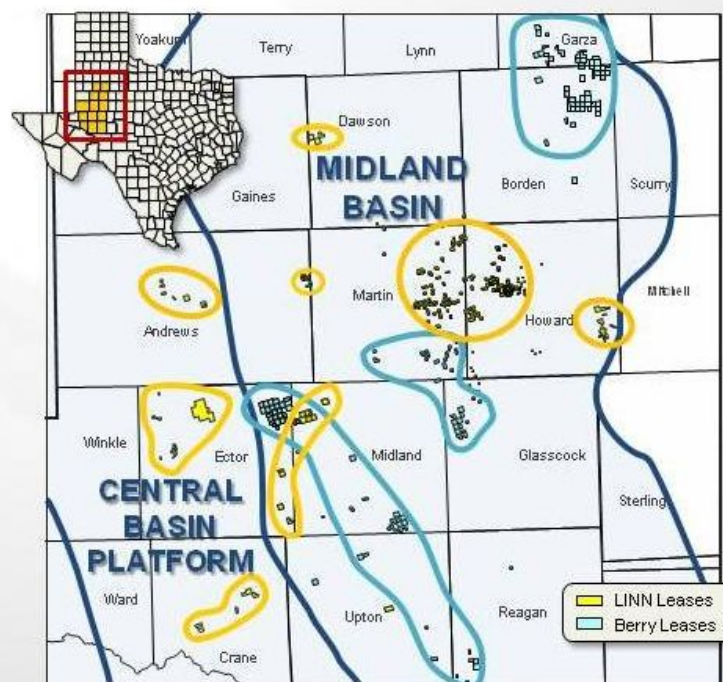 Yoakum
Terry
Lynn
Garza
Dawson
MIDLAND
BASIN
Gaines
Borden
Scurry
Andrews
Martin
Howard
Mitchell
Winkle
Ector
Midland
Glasscock
Sterling
CENTRAL
BASIN
PLATFORM
Ward
Crane
Upton
Reagan
LINN Leases
Berry Leases